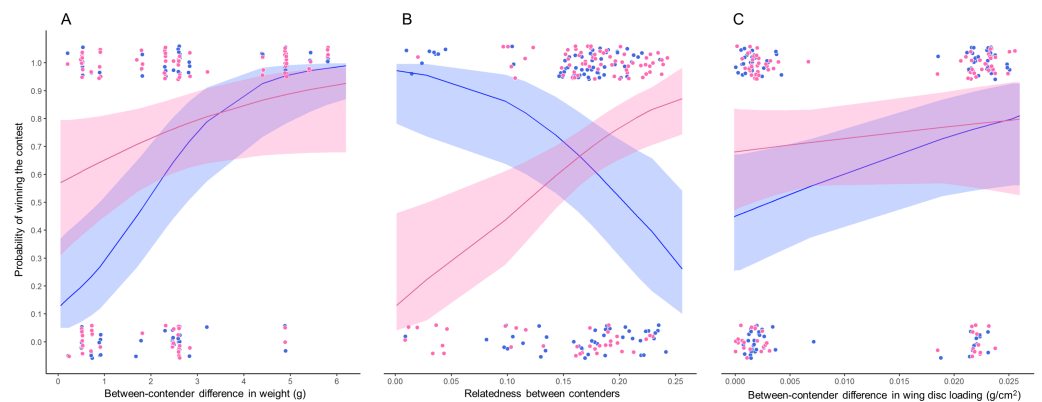 A B C
Probability of winning the contest
1.0
0.9
0.8
0.7
0.6
0.5
0.4
0.3
0.2
0.1
0.0
0 1 2 3 4 5 6
0.00 0.05 0.10 0.15 0.20 0.25
0.000 0.005 0.010 0.015 0.020 0.025
Between-contender difference in weight (g)
Relatedness between contenders
Between-contender difference in wing disc loading (g/cm²)